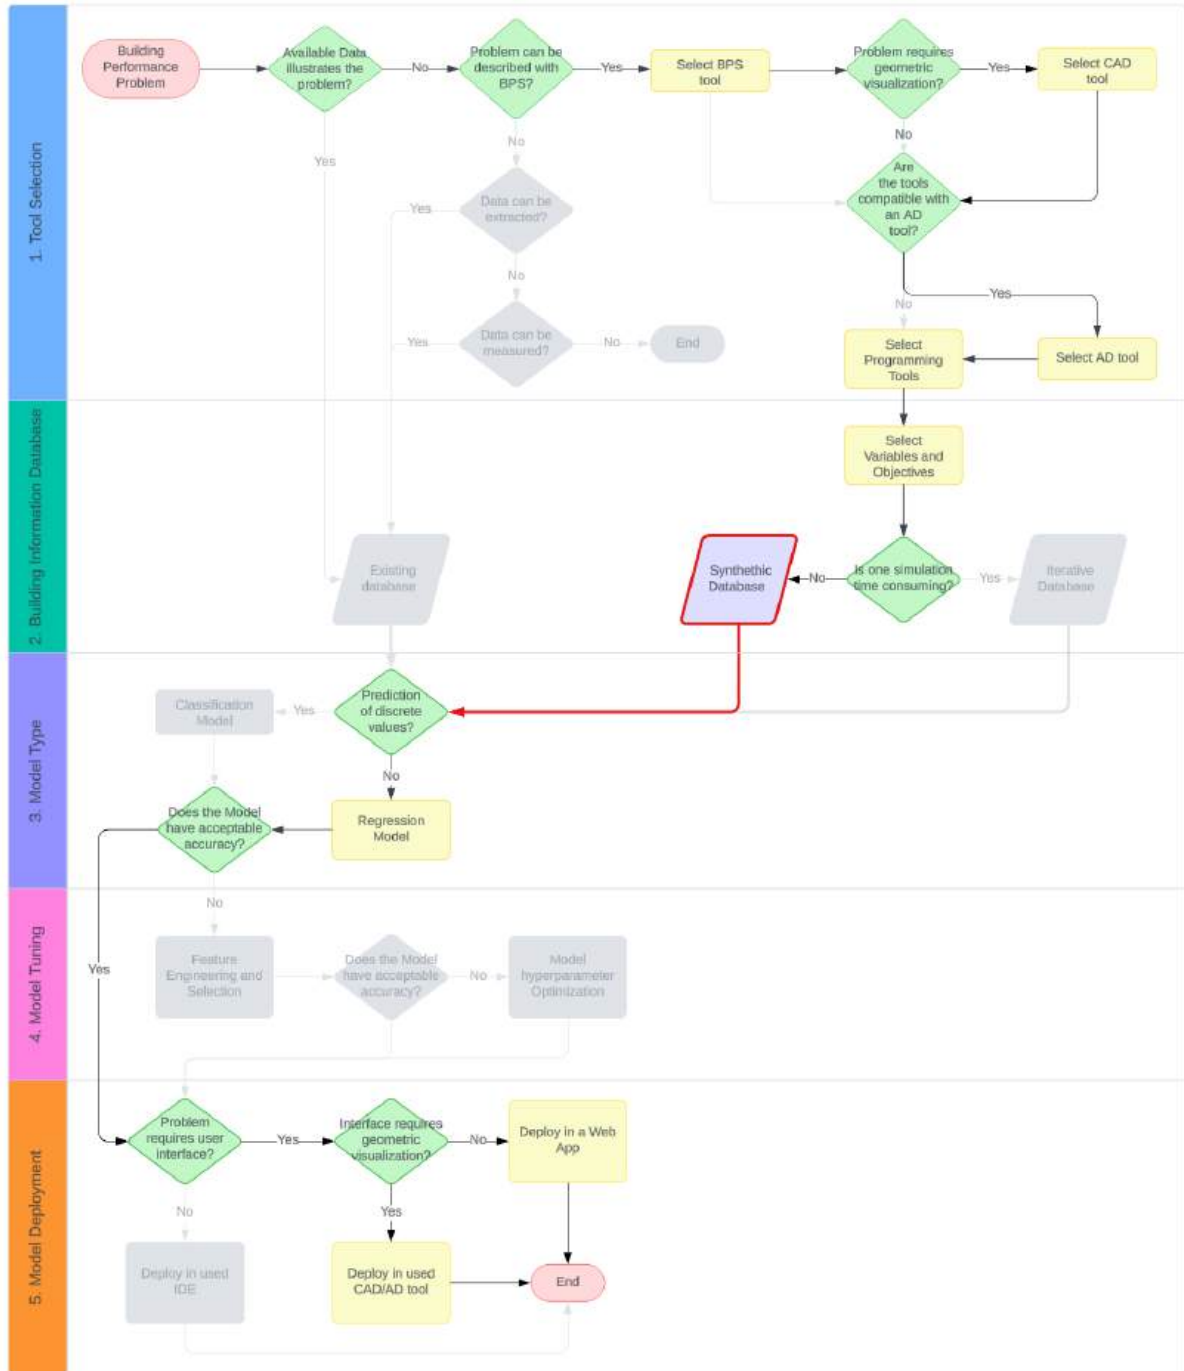 1. Tool Selection
Building
Performance
Problem
Available Data
illustrates the
problem?
No
Problem can be
described with
BPS?
Yes
Select BPS
tool
Problem requires
geometric
visualization?
Yes
Select CAD
tool
Yes
No
No
Are
the tools
compatible with
an AD
tool?
Data can be
extracted?
Yes
No
Data can be
measured?
Yes
No
End
No
Yes
Select
Programming
Tools
Select AD tool
2. Building Information Database
Select
Variables and
Objectives
Existing
database
Synthethic
Database
No
Is one simulation
time consuming?
Yes
Iterative
Database
3. Model Type
Classification
Model
Yes
Prediction
of discrete
values?
No
Does the Model
have acceptable
accuracy?
Regression
Model
4. Model Tuning
No
Yes
Feature
Engineering and
Selection
Does the Model
have acceptable
accuracy?
No
Model
hyperparameter
Optimization
5. Model Deployment
Problem
requires user
interface?
Yes
Interface requires
geometric
visualization?
No
Deploy in a Web
App
No
Yes
Deploy in used
IDE
Deploy in used
CAD/AD tool
End